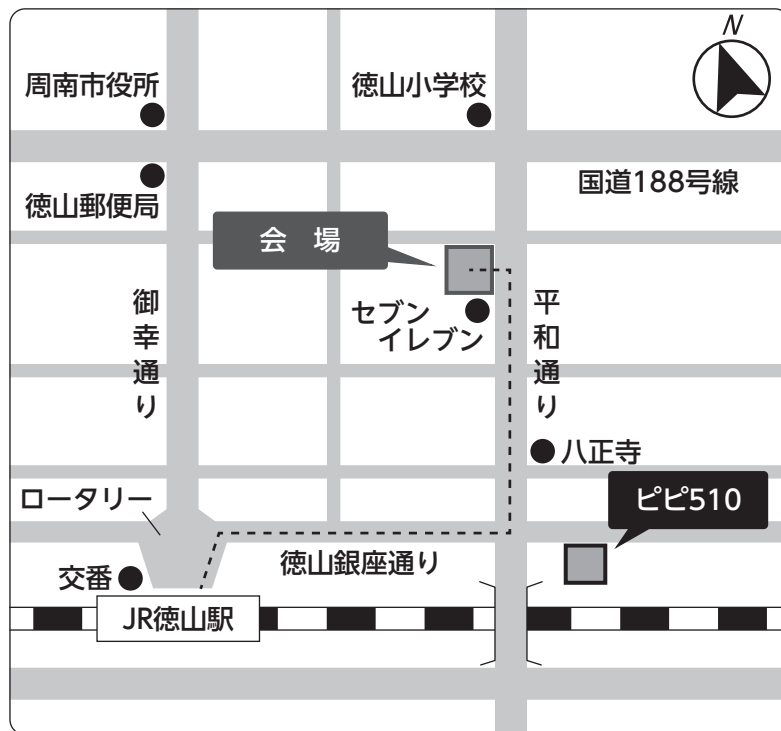 N
周南市役所
徳山小学校
国道188号線
徳山郵便局
会 場
セブン
イレブン
御幸通り
平和通り
八正寺
ロータリー
ピピ510
徳山銀座通り
交番
JR徳山駅